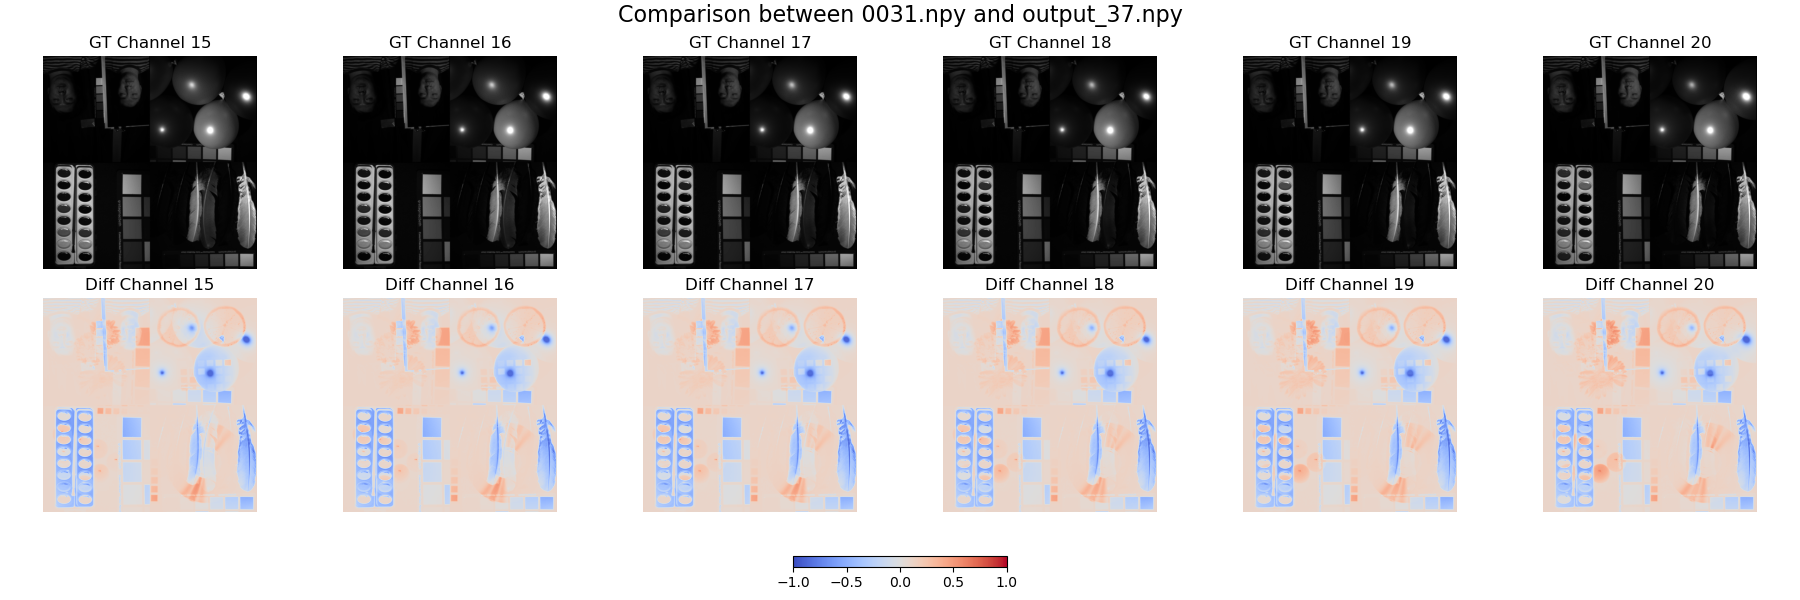 Comparison between 0031.npy and output_37.npy
GT Channel 15 GT Channel 16 GT Channel 17 GT Channel 18 GT Channel 19 GT Channel 20
Diff Channel 15 Diff Channel 16 Diff Channel 17 Diff Channel 18 Diff Channel 19 Diff Channel 20
−1.0 −0.5 0.0 0.5 1.0